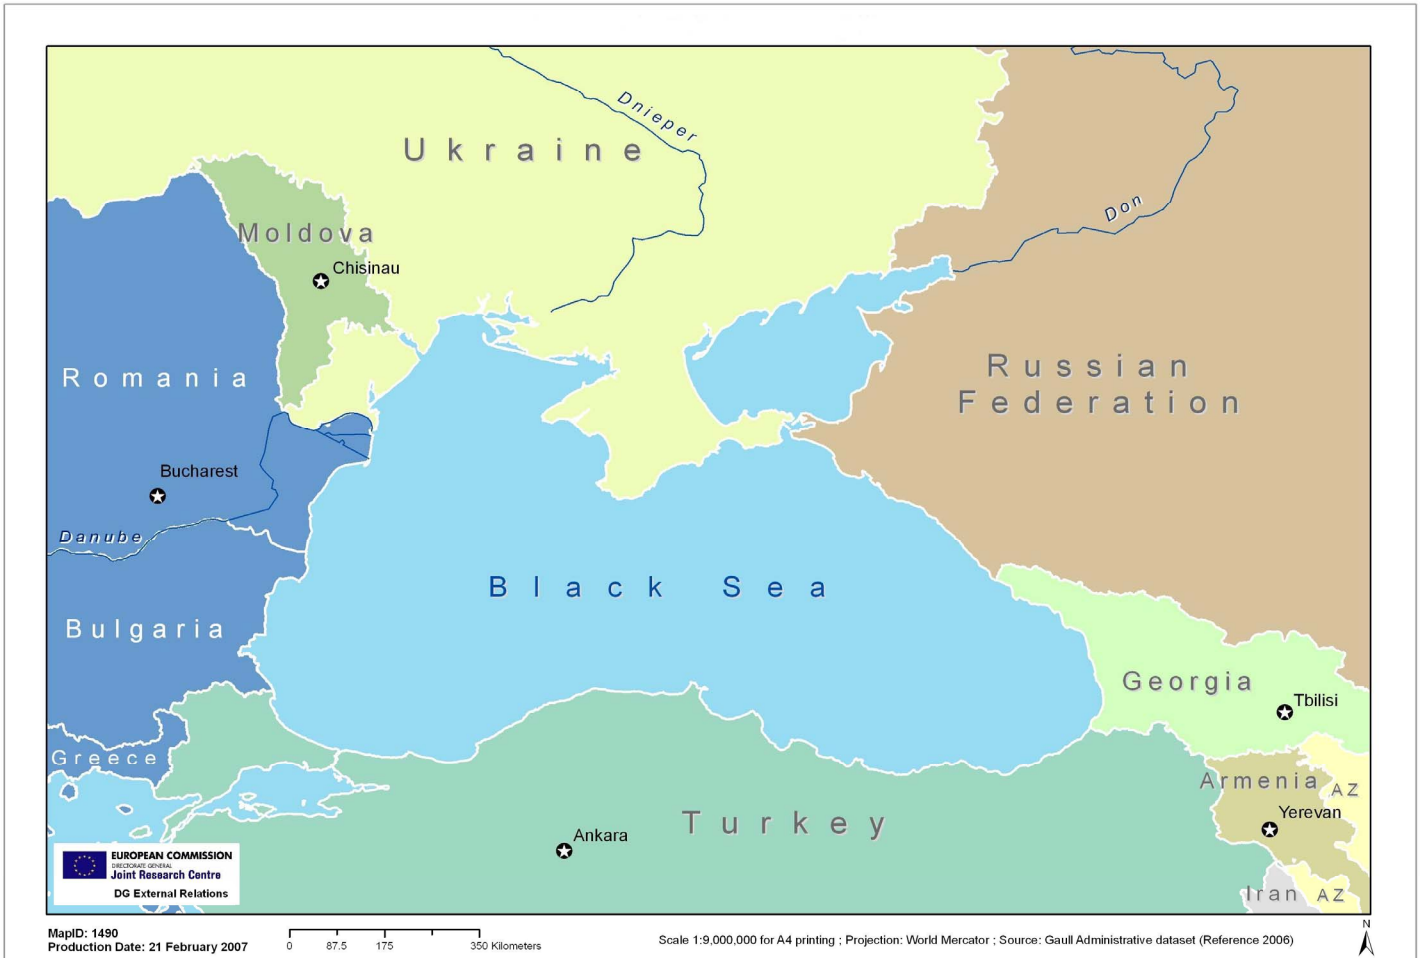 Dnieper
Ukraine
Don
Moldova
Chisinau
Russian
Federation
Romania
Bucharest
Danube
Black Sea
Bulgaria
Georgia
Tbilisi
Greece
Armenia
AZ
Yerevan
Turkey
Ankara
EUROPEAN COMMISSION
DIRECTORATE-GENERAL
Joint Research Centre
DG External Relations
Iran
AZ
N
MapID: 1490
Production Date: 21 February 2007
0 87.5 175 350 Kilometers
Scale 1:9,000,000 for A4 printing ; Projection: World Mercator ; Source: Gaull Administrative dataset (Reference 2006)